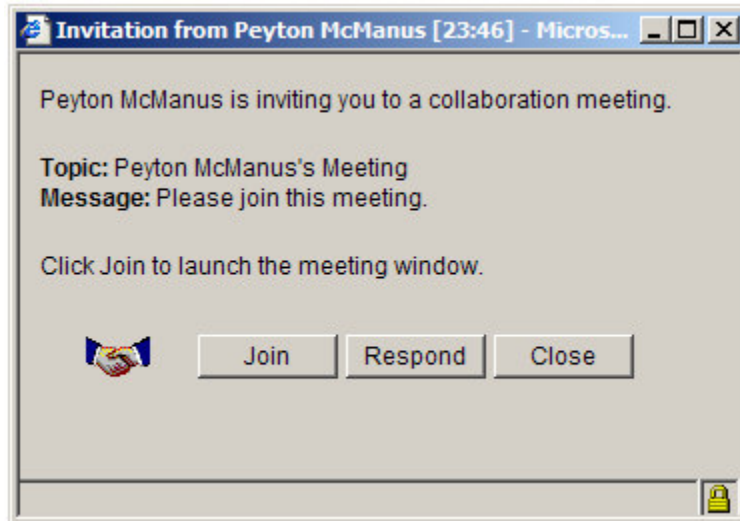 Invitation from Peyton McManus [23:46] - Micros...
Peyton McManus is inviting you to a collaboration meeting.
Topic: Peyton McManus's Meeting
Message: Please join this meeting.
Click Join to launch the meeting window.
Join Respond Close